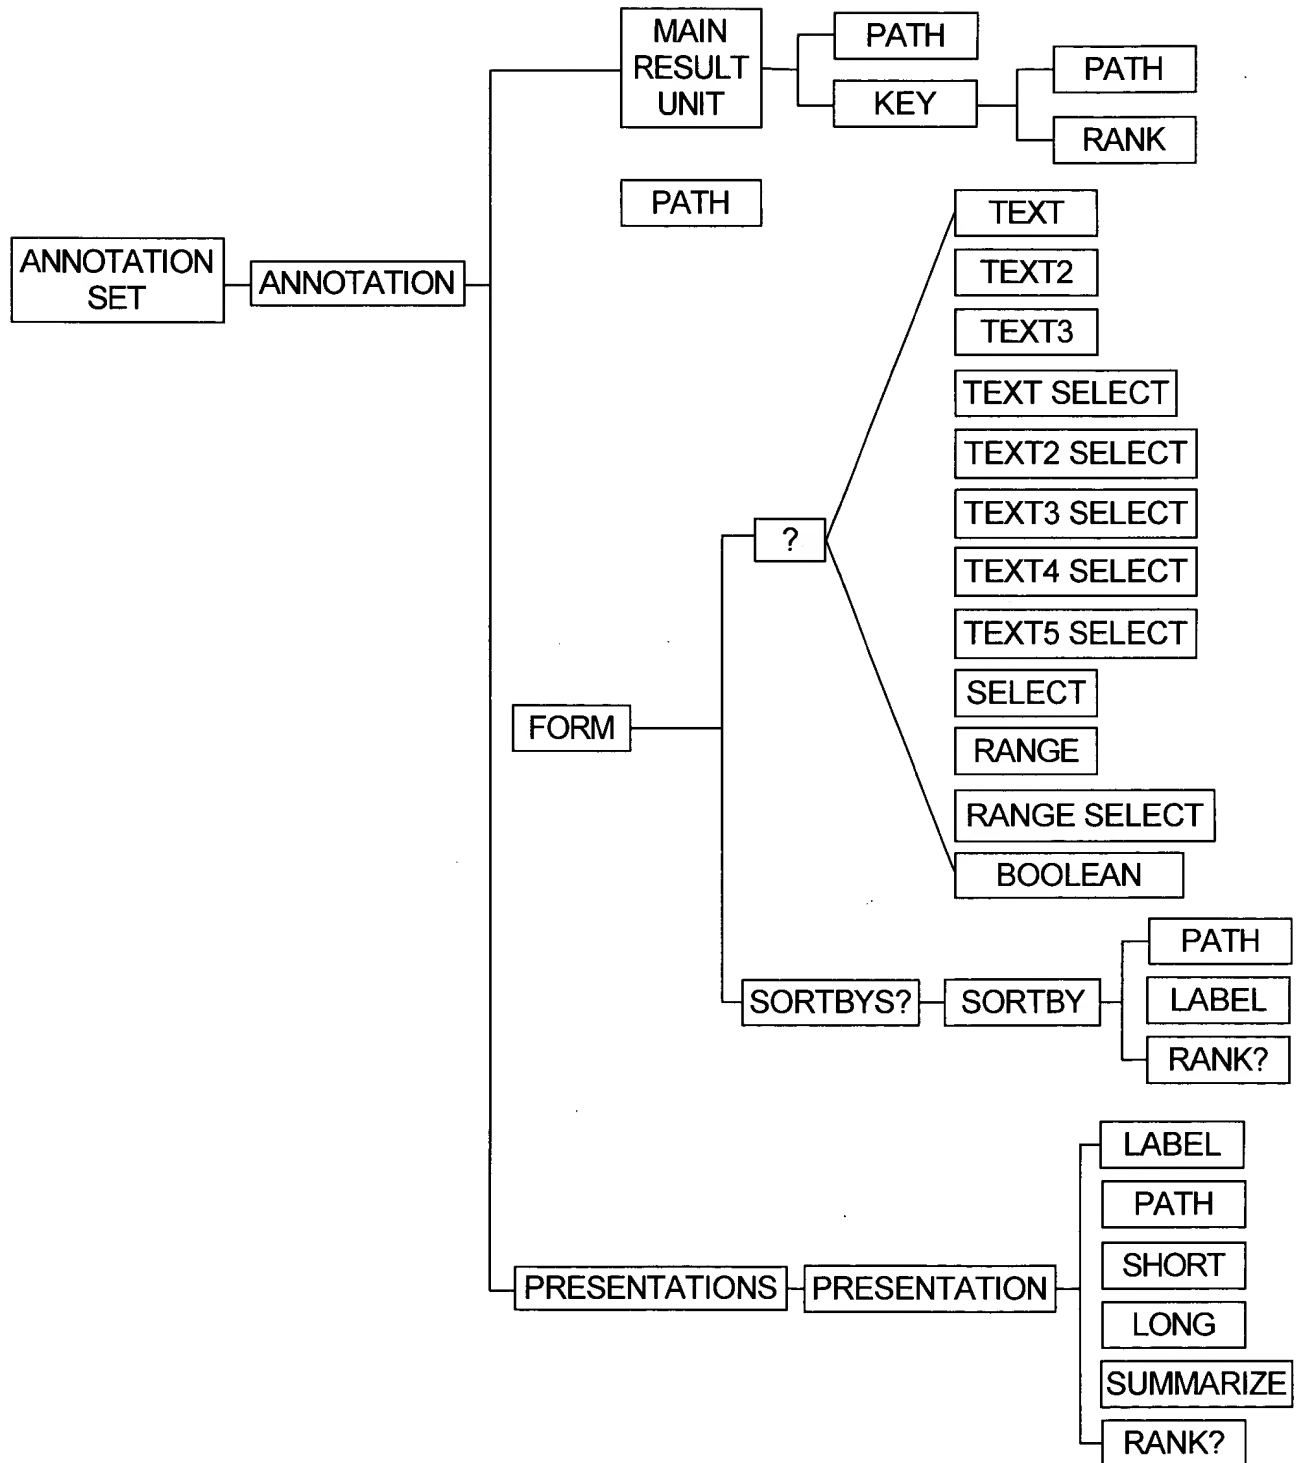 MAIN
RESULT
UNIT
PATH
KEY
PATH
RANK
PATH
ANNOTATION
SET
ANNOTATION
TEXT
TEXT2
TEXT3
TEXT SELECT
TEXT2 SELECT
TEXT3 SELECT
TEXT4 SELECT
TEXT5 SELECT
SELECT
RANGE
RANGE SELECT
BOOLEAN
?
FORM
SORTBYS?
SORTBY
PATH
LABEL
RANK?
PRESENTATIONS
PRESENTATION
LABEL
PATH
SHORT
LONG
SUMMARIZE
RANK?